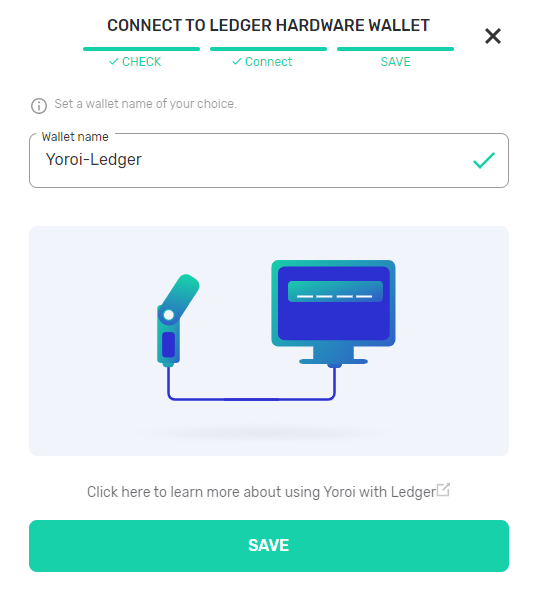 CONNECT TO LEDGER HARDWARE WALLET
CHECK
Connect
SAVE
Set a wallet name of your choice.
Wallet name
Yoroi-Ledger
Click here to learn more about using Yoroi with Ledger
SAVE